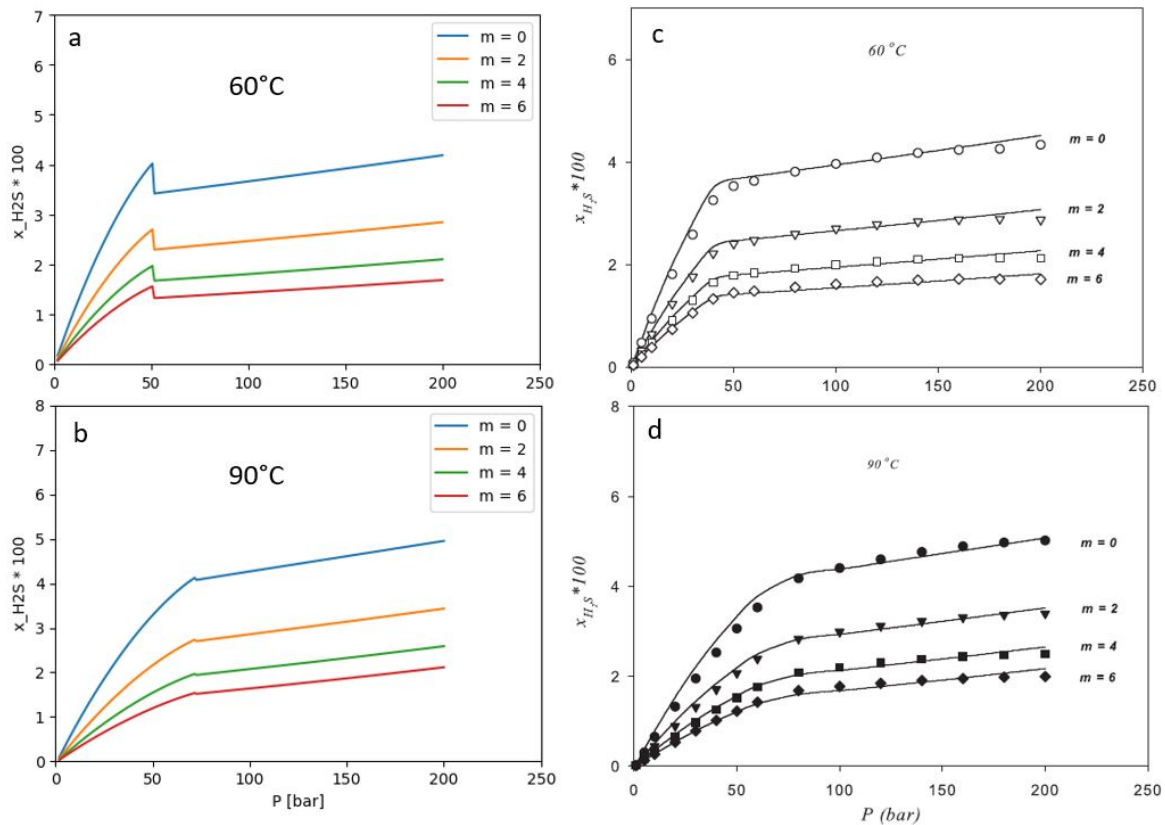 a
60°C
m = 0
m = 2
m = 4
m = 6
x_H2S * 100
7
6
5
4
3
2
1
0
0 50 100 150 200 250
c
60 °C
m = 0
m = 2
m = 4
m = 6
x_{H_2S}*100
6
4
2
0
0 50 100 150 200 250
b
90°C
m = 0
m = 2
m = 4
m = 6
x_H2S * 100
8
7
6
5
4
3
2
1
0
0 50 100 150 200 250
P [bar]
d
90 °C
m = 0
m = 2
m = 4
m = 6
x_{H_2S}*100
8
6
4
2
0
0 50 100 150 200 250
P (bar)